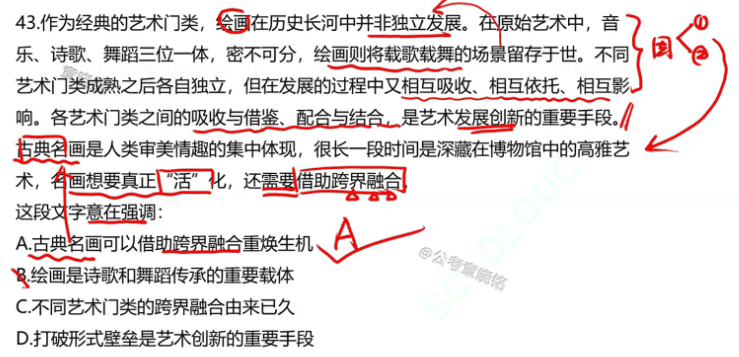 43.作为经典的艺术门类，绘画在历史长河中并非独立发展。在原始艺术中，音
乐、诗歌、舞蹈三位一体，密不可分，绘画则将载歌载舞的场景留存于世。不同
艺术门类成熟之后各自独立，但在发展的过程中又相互吸收、相互依托、相互影
响。各艺术门类之间的吸收与借鉴、配合与结合，是艺术发展创新的重要手段。
古典名画是人类审美情趣的集中体现，很长一段时间是深藏在博物馆中的高雅艺
术，名画想要真正“活”化，还需要借助跨界融合。
这段文字意在强调：
A.古典名画可以借助跨界融合重焕生机
A
B.绘画是诗歌和舞蹈传承的重要载体
@公考章晓铭
C.不同艺术门类的跨界融合由来已久
D.打破形式壁垒是艺术创新的重要手段
①
②